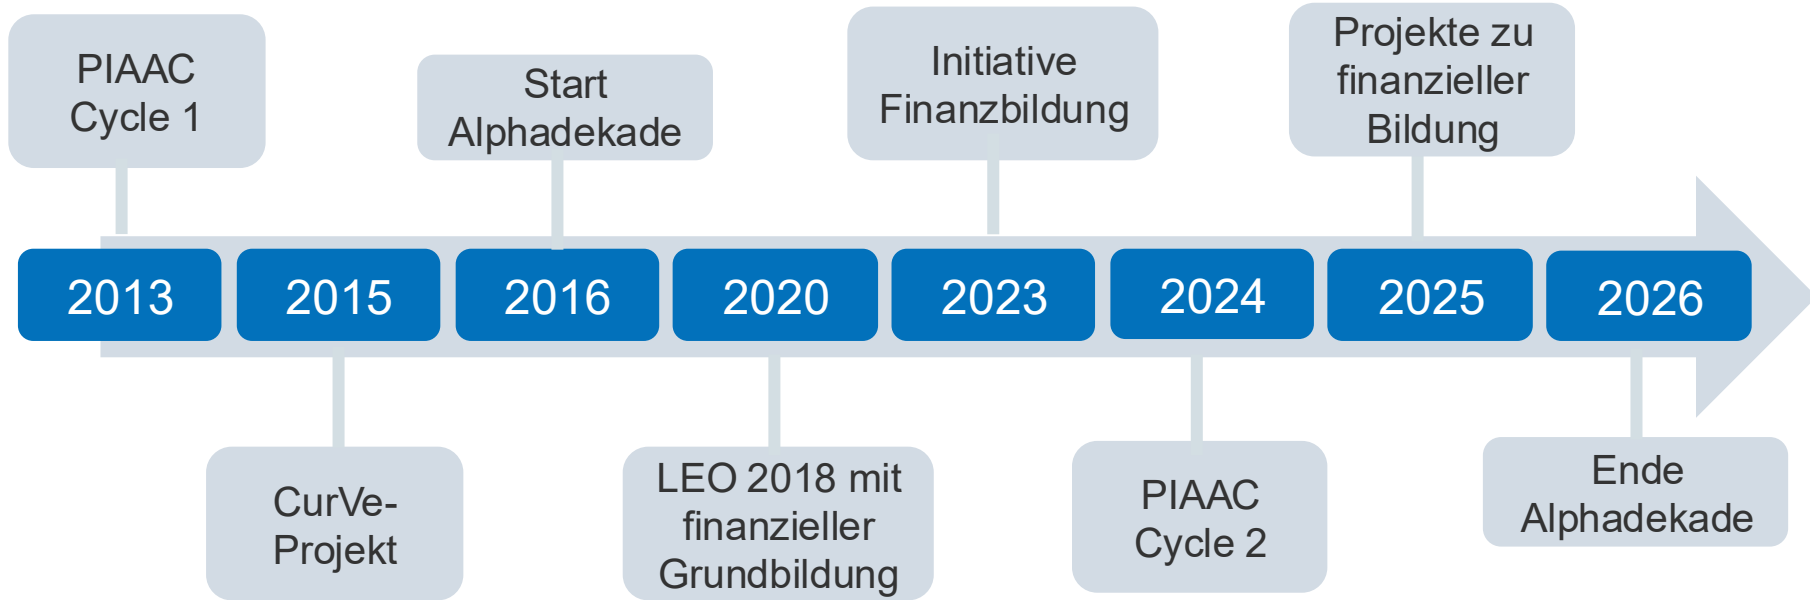 PIAAC
Cycle 1
Start
Alphadekade
Initiative
Finanzbildung
Projekte zu
finanzieller
Bildung
2013
2015
2016
2020
2023
2024
2025
2026
CurVe-
Projekt
LEO 2018 mit
finanzieller
Grundbildung
PIAAC
Cycle 2
Ende
Alphadekade